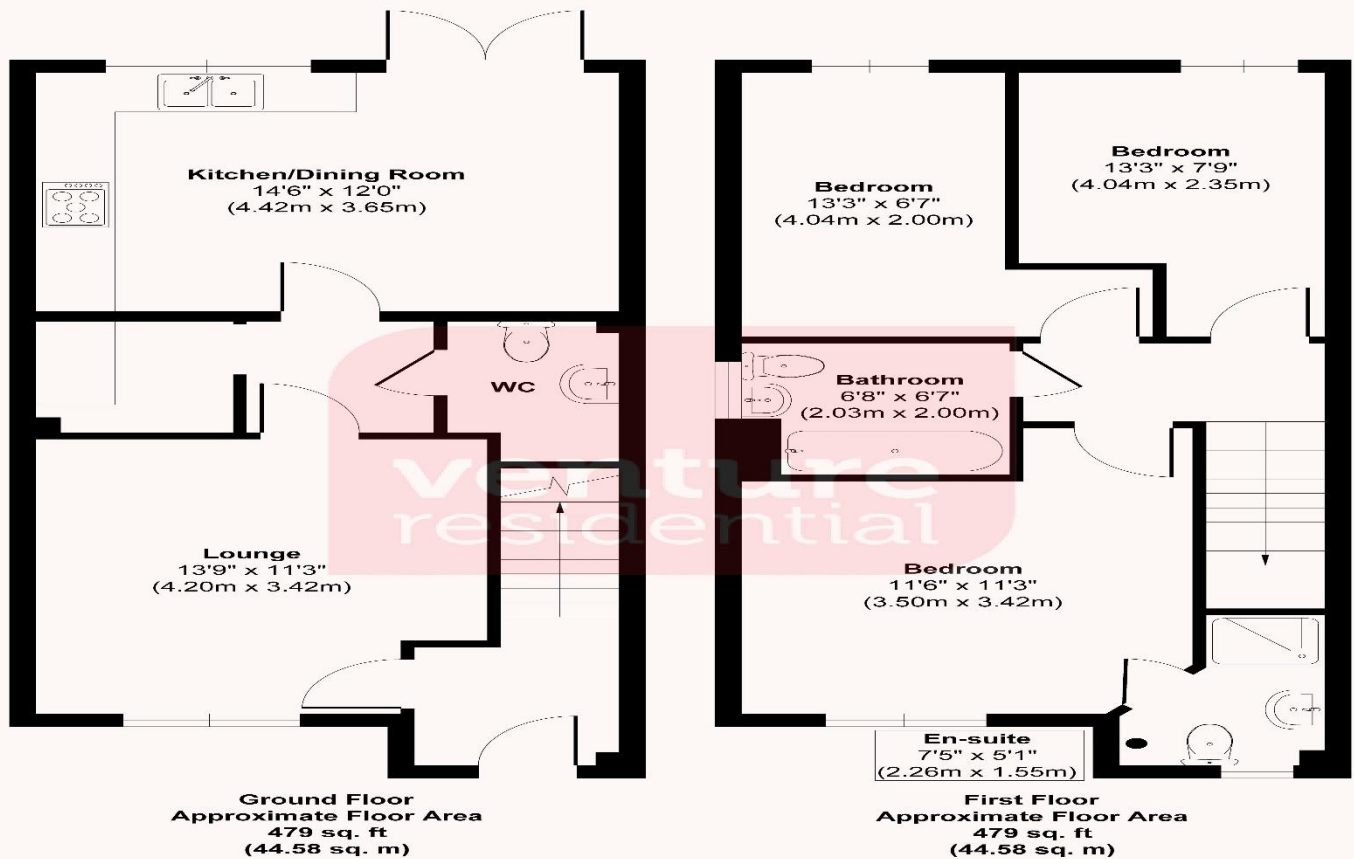 Kitchen/Dining Room
14'6" x 12'0"
(4.42m x 3.65m)
WC
Lounge
13'9" x 11'3"
(4.20m x 3.42m)
Ground Floor
Approximate Floor Area
479 sq. ft
(44.58 sq. m)
Bedroom
13'3" x 6'7"
(4.04m x 2.00m)
Bedroom
13'3" x 7'9"
(4.04m x 2.35m)
Bathroom
6'8" x 6'7"
(2.03m x 2.00m)
Bedroom
11'6" x 11'3"
(3.50m x 3.42m)
En-suite
7'5" x 5'1"
(2.26m x 1.55m)
First Floor
Approximate Floor Area
479 sq. ft
(44.58 sq. m)
venture
residential